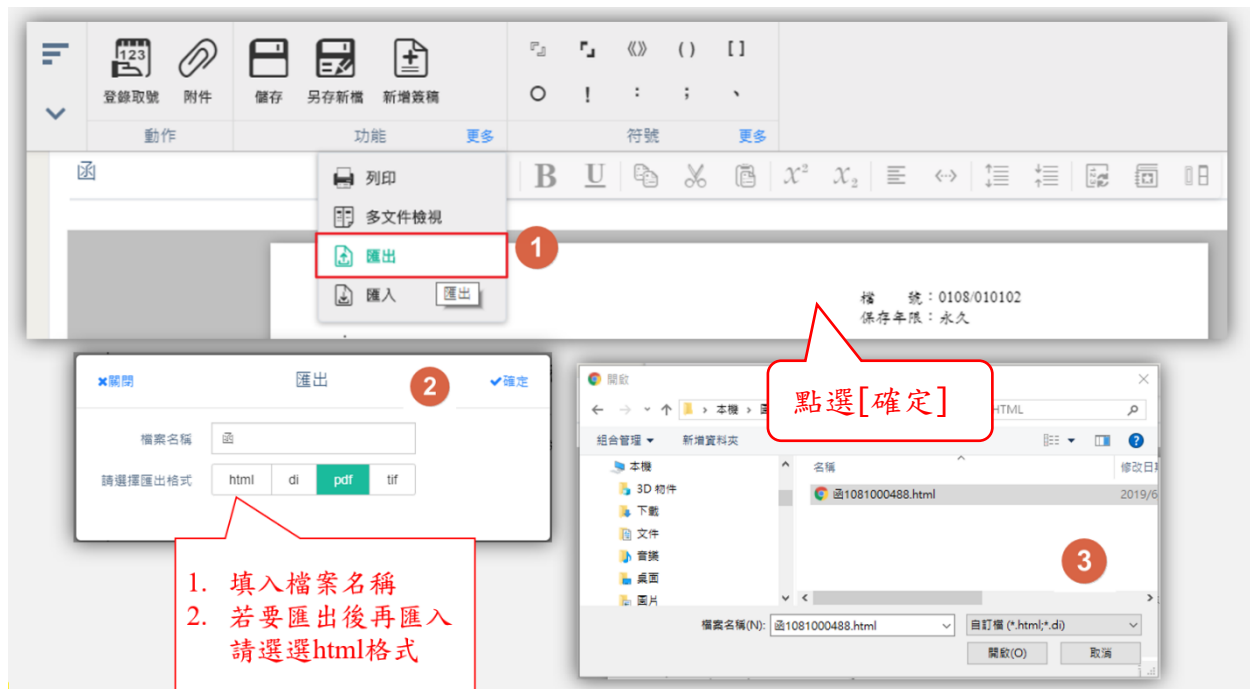 123
登錄取號 附件 儲存 另存新檔 新增簽稿
『』 「」 《》 ( ) [ ]
○ ! : ; 、
動作 功能 更多 符號 更多
函
B U X² X₂
列印
多文件檢視
匯出
1
匯入
匯出
檔 號：0108/010102
保存年限：永久
×關閉 匯出 2 ✔確定
檔案名稱 函
請選擇匯出格式 html di pdf tif
1. 填入檔案名稱
2. 若要匯出後再匯入
請選選html格式
點選[確定]
開啟
本機
HTML
組合管理 新增資料夾
本機
3D 物件
下載
文件
音樂
桌面
圖片
名稱 修改日
函1081000488.html 2019/6
3
檔案名稱(N): 函1081000488.html 自訂檔 (*.html;*.di)
開啟(O) 取消